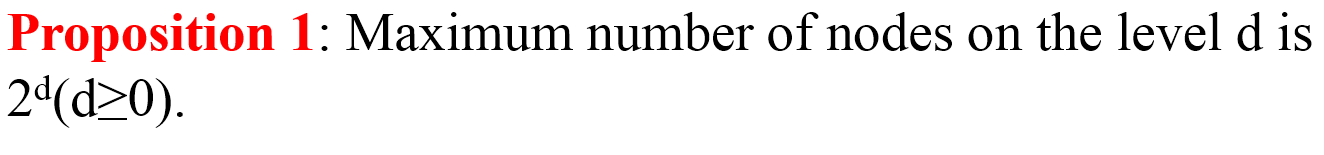 Proposition 1: Maximum number of nodes on the level d is
2ᵈ(d≥0).